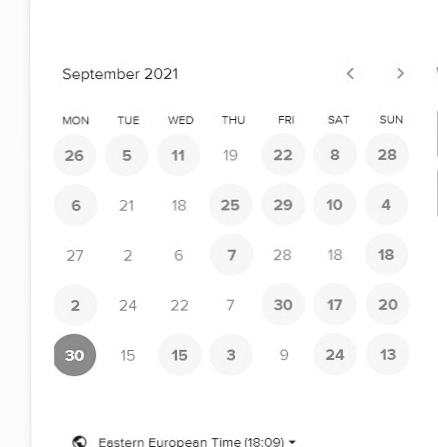 September 2021
MON TUE WED THU FRI SAT SUN
26 5 11 19 22 8 28
6 21 18 25 29 10 4
27 2 6 7 28 18 18
2 24 22 7 30 17 20
30 15 15 3 9 24 13
Eastern European Time (18:09)